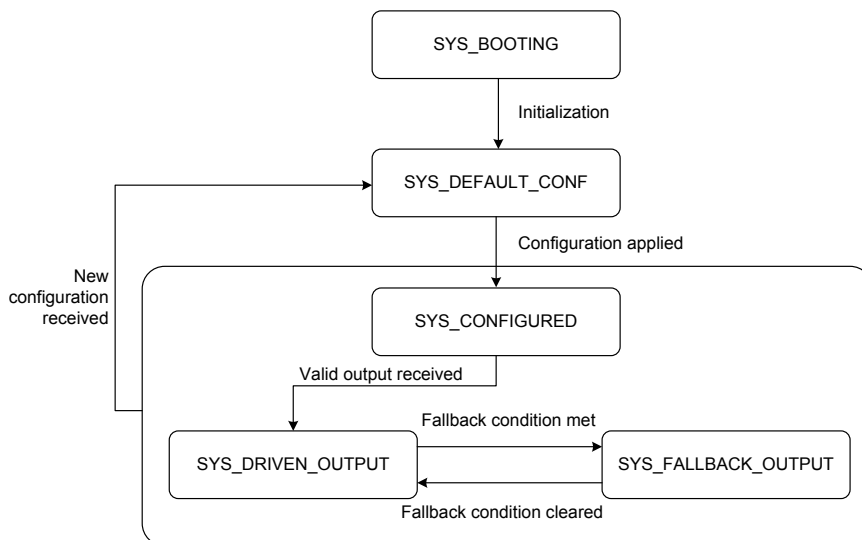 SYS_BOOTING
Initialization
SYS_DEFAULT_CONF
Configuration applied
New
configuration
received
SYS_CONFIGURED
Valid output received
Fallback condition met
SYS_DRIVEN_OUTPUT
SYS_FALLBACK_OUTPUT
Fallback condition cleared